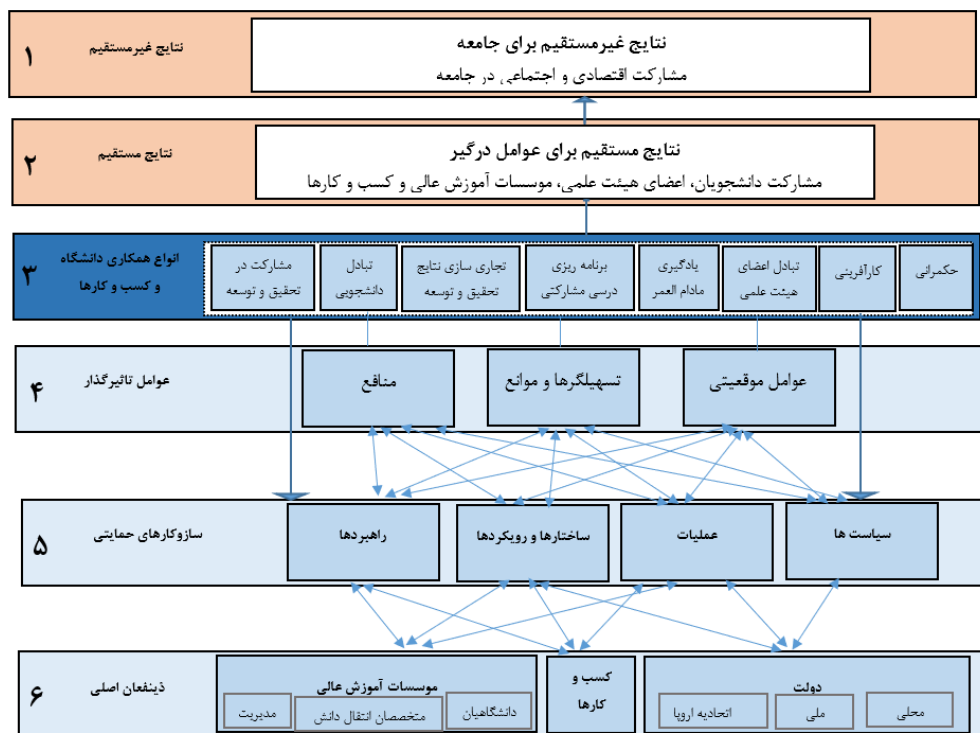 ۱
نتایج غیرمستقیم
نتایج غیرمستقیم برای جامعه
مشارکت اقتصادی و اجتماعی در جامعه
۲
نتایج مستقیم
نتایج مستقیم برای عوامل درگیر
مشارکت دانشجویان، اعضای هیئت علمی، موسسات آموزش عالی و کسب و کارها
۳
انواع همکاری دانشگاه
و کسب و کارها
حکمرانی
کارآفرینی
تبادل اعضای
هیئت علمی
یادگیری
مادام العمر
برنامه ریزی
درسی مشارکتی
تجاری سازی نتایج
تحقیق و توسعه
تبادل
دانشجویی
مشارکت در
تحقیق و توسعه
۴
عوامل تاثیرگذار
عوامل موقعیتی
تسهیلگرها و موانع
منافع
۵
سازوکارهای حمایتی
سیاست ها
عملیات
ساختارها و رویکردها
راهبردها
۶
ذینفعان اصلی
دولت
محلی
ملی
اتحادیه اروپا
کسب و
کارها
موسسات آموزش عالی
دانشگاهیان
متخصصان انتقال دانش
مدیریت